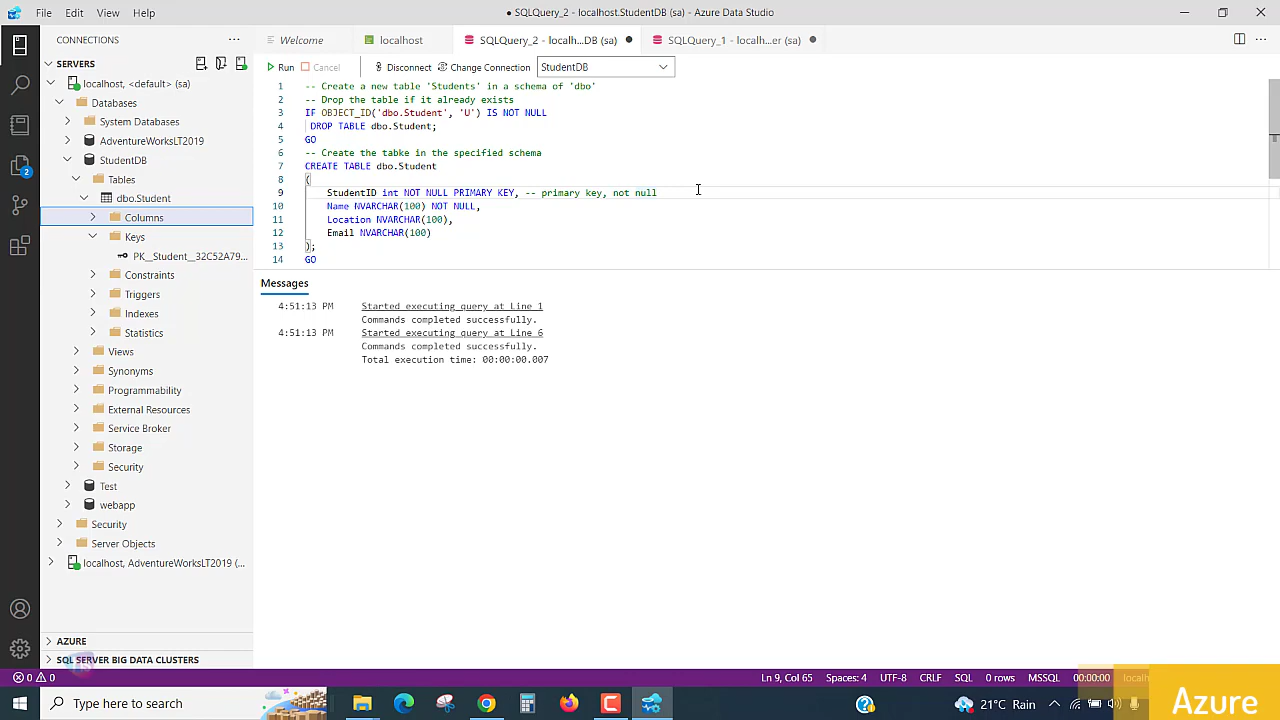 File Edit View Help
● SQLQuery_2 - localhost.StudentDB (sa) - Azure Data Studio
CONNECTIONS
Welcome
localhost
SQLQuery_2 - localh...DB (sa)
SQLQuery_1 - localh...er (sa)
SERVERS
Run
Cancel
Disconnect
Change Connection
StudentDB
localhost, <default> (sa)
Databases
System Databases
AdventureWorksLT2019
StudentDB
Tables
dbo.Student
Columns
Keys
PK__Student__32C52A79...
Constraints
Triggers
Indexes
Statistics
Views
Synonyms
Programmability
External Resources
Service Broker
Storage
Security
Test
webapp
Security
Server Objects
localhost, AdventureWorksLT2019 (...
AZURE
SQL SERVER BIG DATA CLUSTERS
1 -- Create a new table 'Students' in a schema of 'dbo'
2 -- Drop the table if it already exists
3 IF OBJECT_ID('dbo.Student', 'U') IS NOT NULL
4 DROP TABLE dbo.Student;
5 GO
6 -- Create the tabke in the specified schema
7 CREATE TABLE dbo.Student
8 (
9 StudentID int NOT NULL PRIMARY KEY, -- primary key, not null
10 Name NVARCHAR(100) NOT NULL,
11 Location NVARCHAR(100),
12 Email NVARCHAR(100)
13 );
14 GO
Messages
4:51:13 PM Started executing query at Line 1
Commands completed successfully.
4:51:13 PM Started executing query at Line 6
Commands completed successfully.
Total execution time: 00:00:00.007
0 0
Ln 9, Col 65 Spaces: 4 UTF-8 CRLF SQL 0 rows MSSQL 00:00:00
2
Type here to search
21°C Rain
Azure